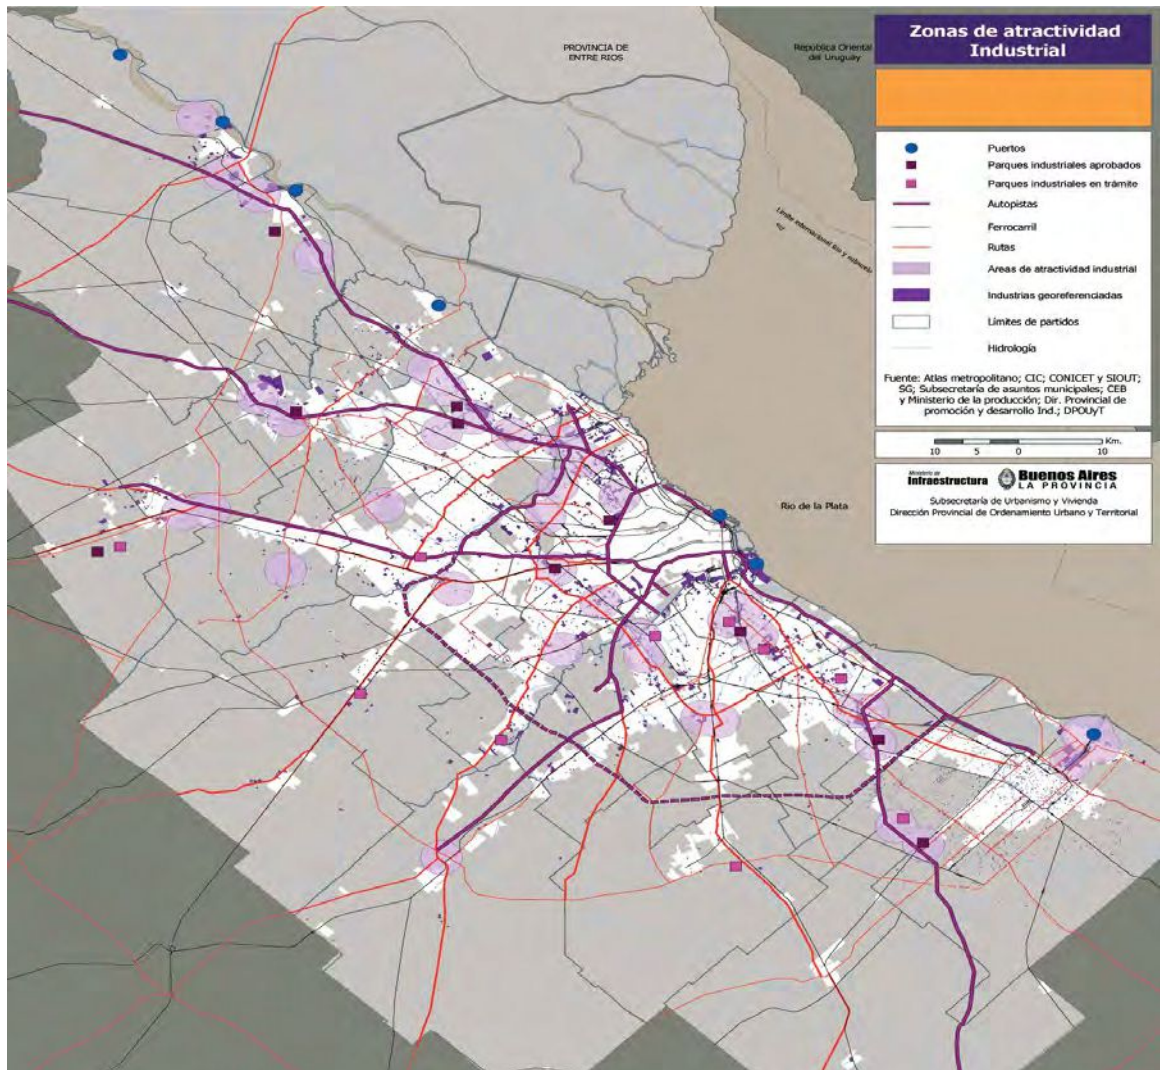 PROVINCIA DE
ENTRE RIOS
República Oriental
del Uruguay
Zonas de atractividad
Industrial
Puertos
Parques industriales aprobados
Parques industriales en trámite
Autopistas
Ferrocarril
Rutas
Areas de atractividad industrial
Industrias georeferenciadas
Límites de partidos
Hidrología
Fuente: Atlas metropolitano; CIC; CONICET y SIOUT;
SG; Subsecretaría de asuntos municipales; CEB
y Ministerio de la producción; Dir. Provincial de
promoción y desarrollo Ind.; DPOUyT
Km.
10 5 0 10
Ministerio de
Infraestructura
Buenos Aires
LA PROVINCIA
Subsecretaría de Urbanismo y Vivienda
Dirección Provincial de Ordenamiento Urbano y Territorial
Límite internacional
Río de la Plata